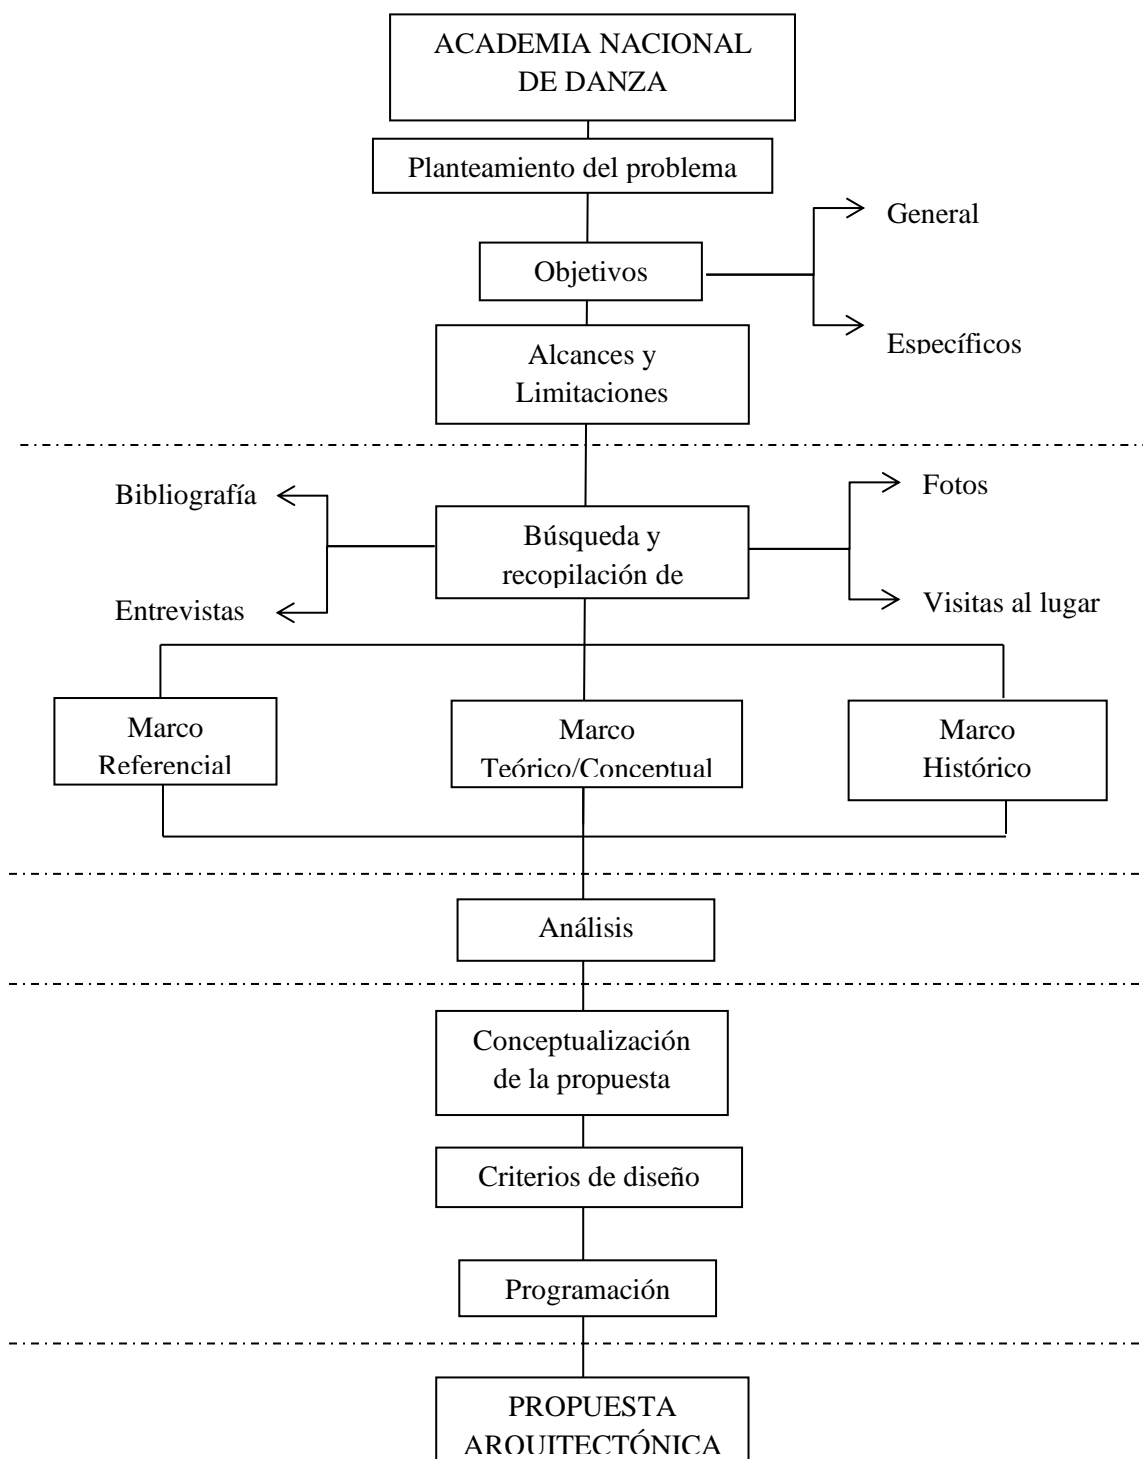 ACADEMIA NACIONAL
DE DANZA
Planteamiento del problema
General
Objetivos
Específicos
Alcances y
Limitaciones
Bibliografía
Fotos
Búsqueda y
recopilación de
Entrevistas
Visitas al lugar
Marco
Referencial
Marco
Teórico/Conceptual
Marco
Histórico
Análisis
Conceptualización
de la propuesta
Criterios de diseño
Programación
PROPUESTA
ARQUITECTÓNICA